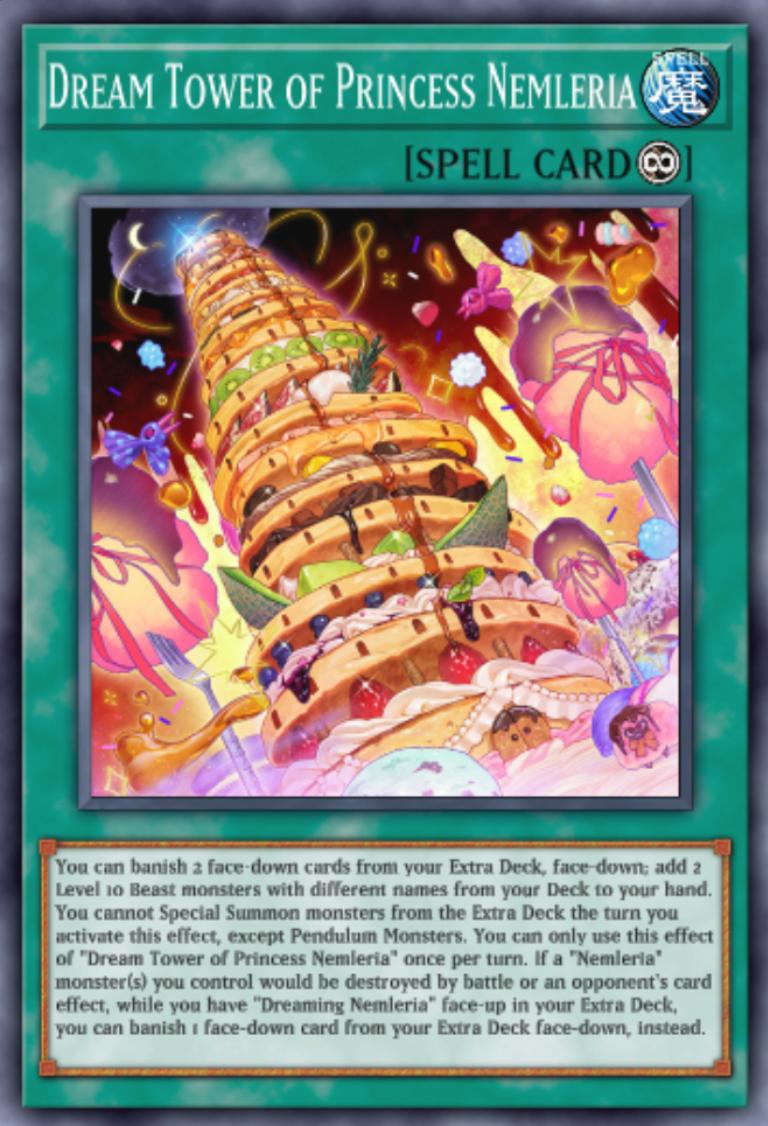 DREAM TOWER OF PRINCESS NEMLERIA
SPELL
魔
[SPELL CARD∞]
You can banish 2 face-down cards from your Extra Deck, face-down; add 2
Level 10 Beast monsters with different names from your Deck to your hand.
You cannot Special Summon monsters from the Extra Deck the turn you
activate this effect, except Pendulum Monsters. You can only use this effect
of "Dream Tower of Princess Nemleria" once per turn. If a "Nemleria"
monster(s) you control would be destroyed by battle or an opponent's card
effect, while you have "Dreaming Nemleria" face-up in your Extra Deck,
you can banish 1 face-down card from your Extra Deck face-down, instead.